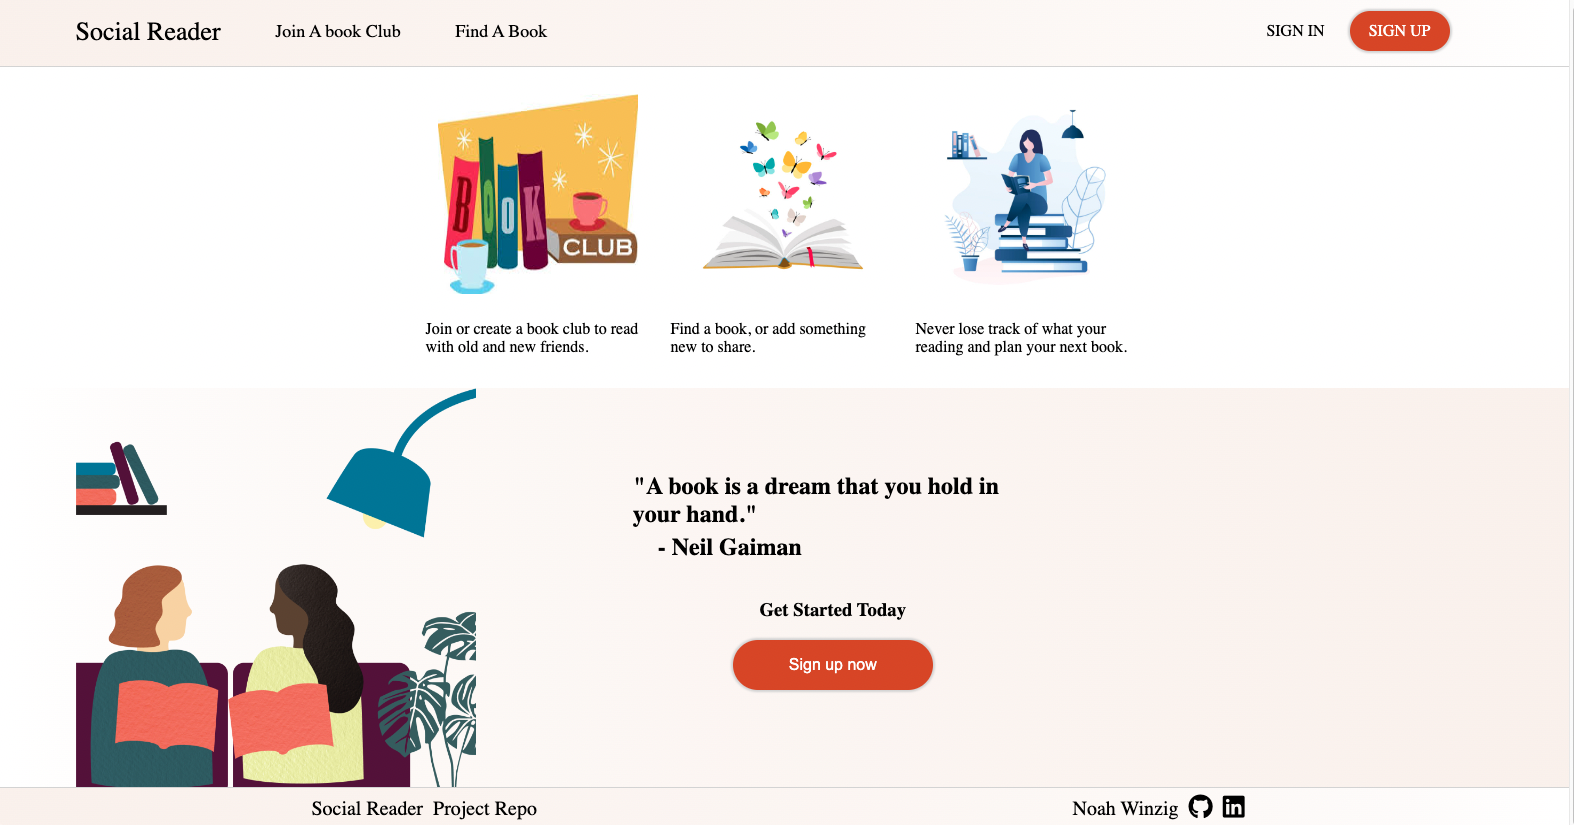 Social Reader
Join A book Club
Find A Book
SIGN IN
SIGN UP
BOOK
CLUB
Join or create a book club to read
with old and new friends.
Find a book, or add something
new to share.
Never lose track of what your
reading and plan your next book.
"A book is a dream that you hold in
your hand."
- Neil Gaiman
Get Started Today
Sign up now
Social Reader Project Repo
Noah Winzig
in